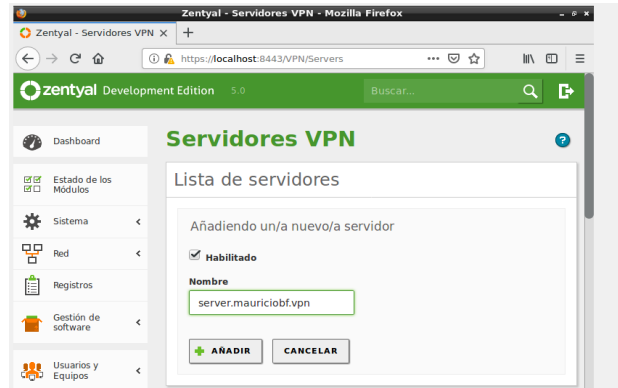 Zentyal - Servidores VPN - Mozilla Firefox
Zentyal - Servidores VPN
https://localhost:8443/VPN/Servers
zentyal Development Edition 5.0
Buscar...
Servidores VPN
Dashboard
Lista de servidores
Estado de los
Módulos
Añadiendo un/a nuevo/a servidor
Sistema
Habilitado
Red
Nombre
Registros
server.mauriciobf.vpn
Gestión de
software
AÑADIR CANCELAR
Usuarios y
Equipos